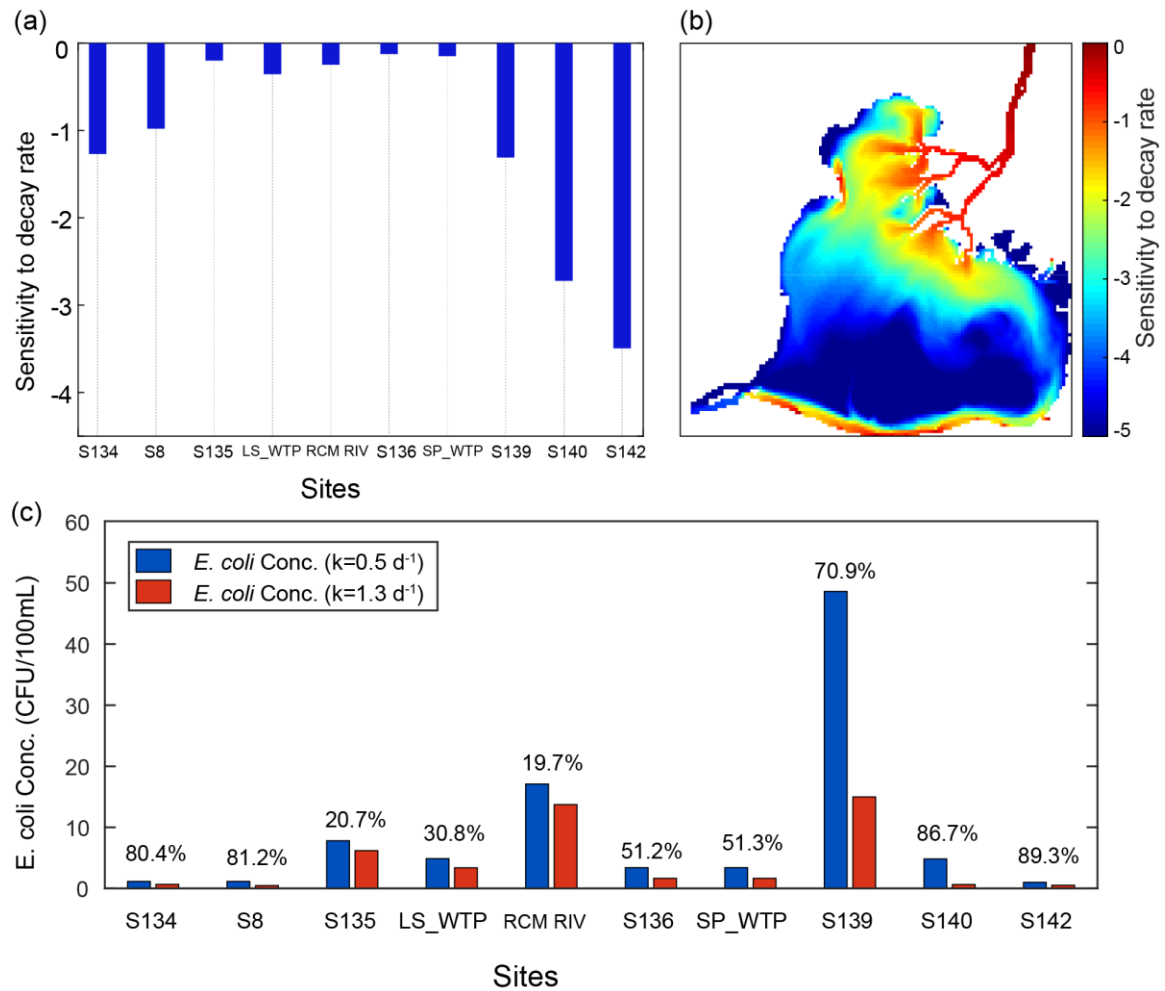 (a)
0
-1
-2
-3
-4
Sensitivity to decay rate
S134 S8 S135 LS_WTP RCM RIV S136 SP_WTP S139 S140 S142
Sites
(b)
0
-1
-2
-3
-4
-5
Sensitivity to decay rate
(c)
60
50
40
30
20
10
0
E. coli Conc. (CFU/100mL)
E. coli Conc. (k=0.5 d⁻¹)
E. coli Conc. (k=1.3 d⁻¹)
80.4% 81.2% 20.7% 30.8% 19.7% 51.2% 51.3% 70.9% 86.7% 89.3%
S134 S8 S135 LS_WTP RCM RIV S136 SP_WTP S139 S140 S142
Sites